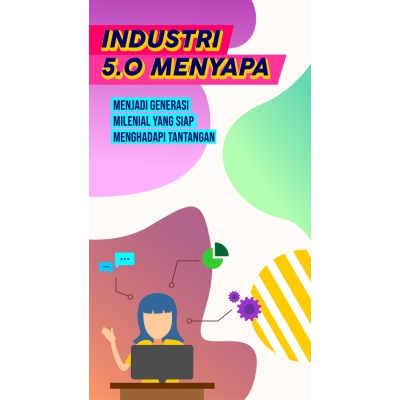 INDUSTRI
5.0 MENYAPA
MENJADI GENERASI
MILENIAL YANG SIAP
MENGHADAPI TANTANGAN